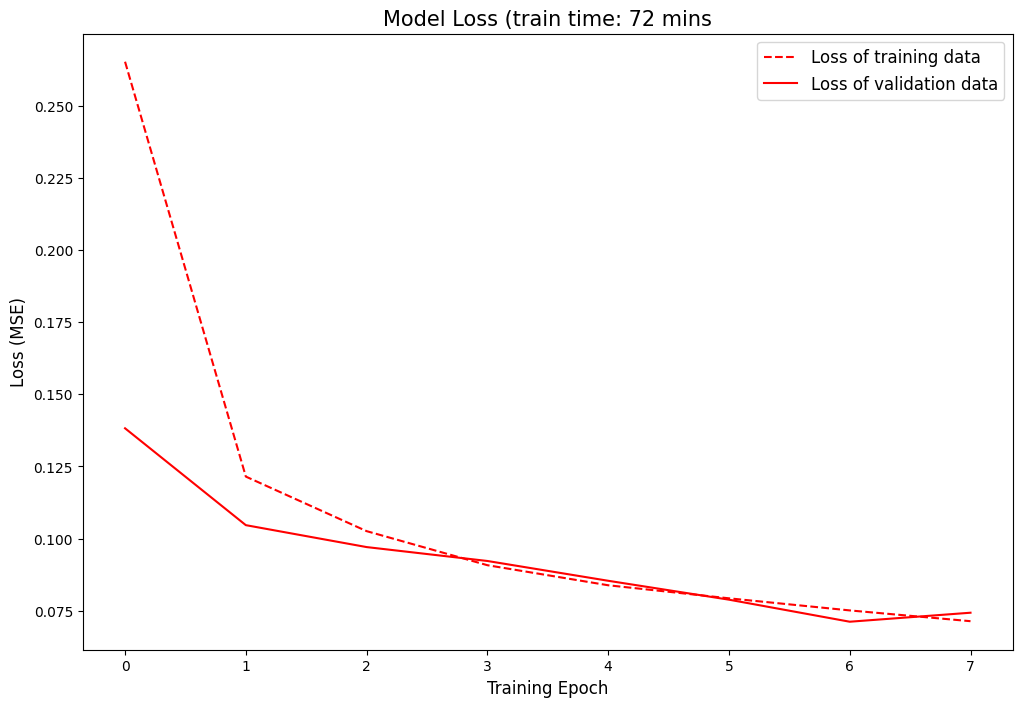 Model Loss (train time: 72 mins
Loss of training data
Loss of validation data
0.250
0.225
0.200
0.175
0.150
0.125
0.100
0.075
Loss (MSE)
0 1 2 3 4 5 6 7
Training Epoch